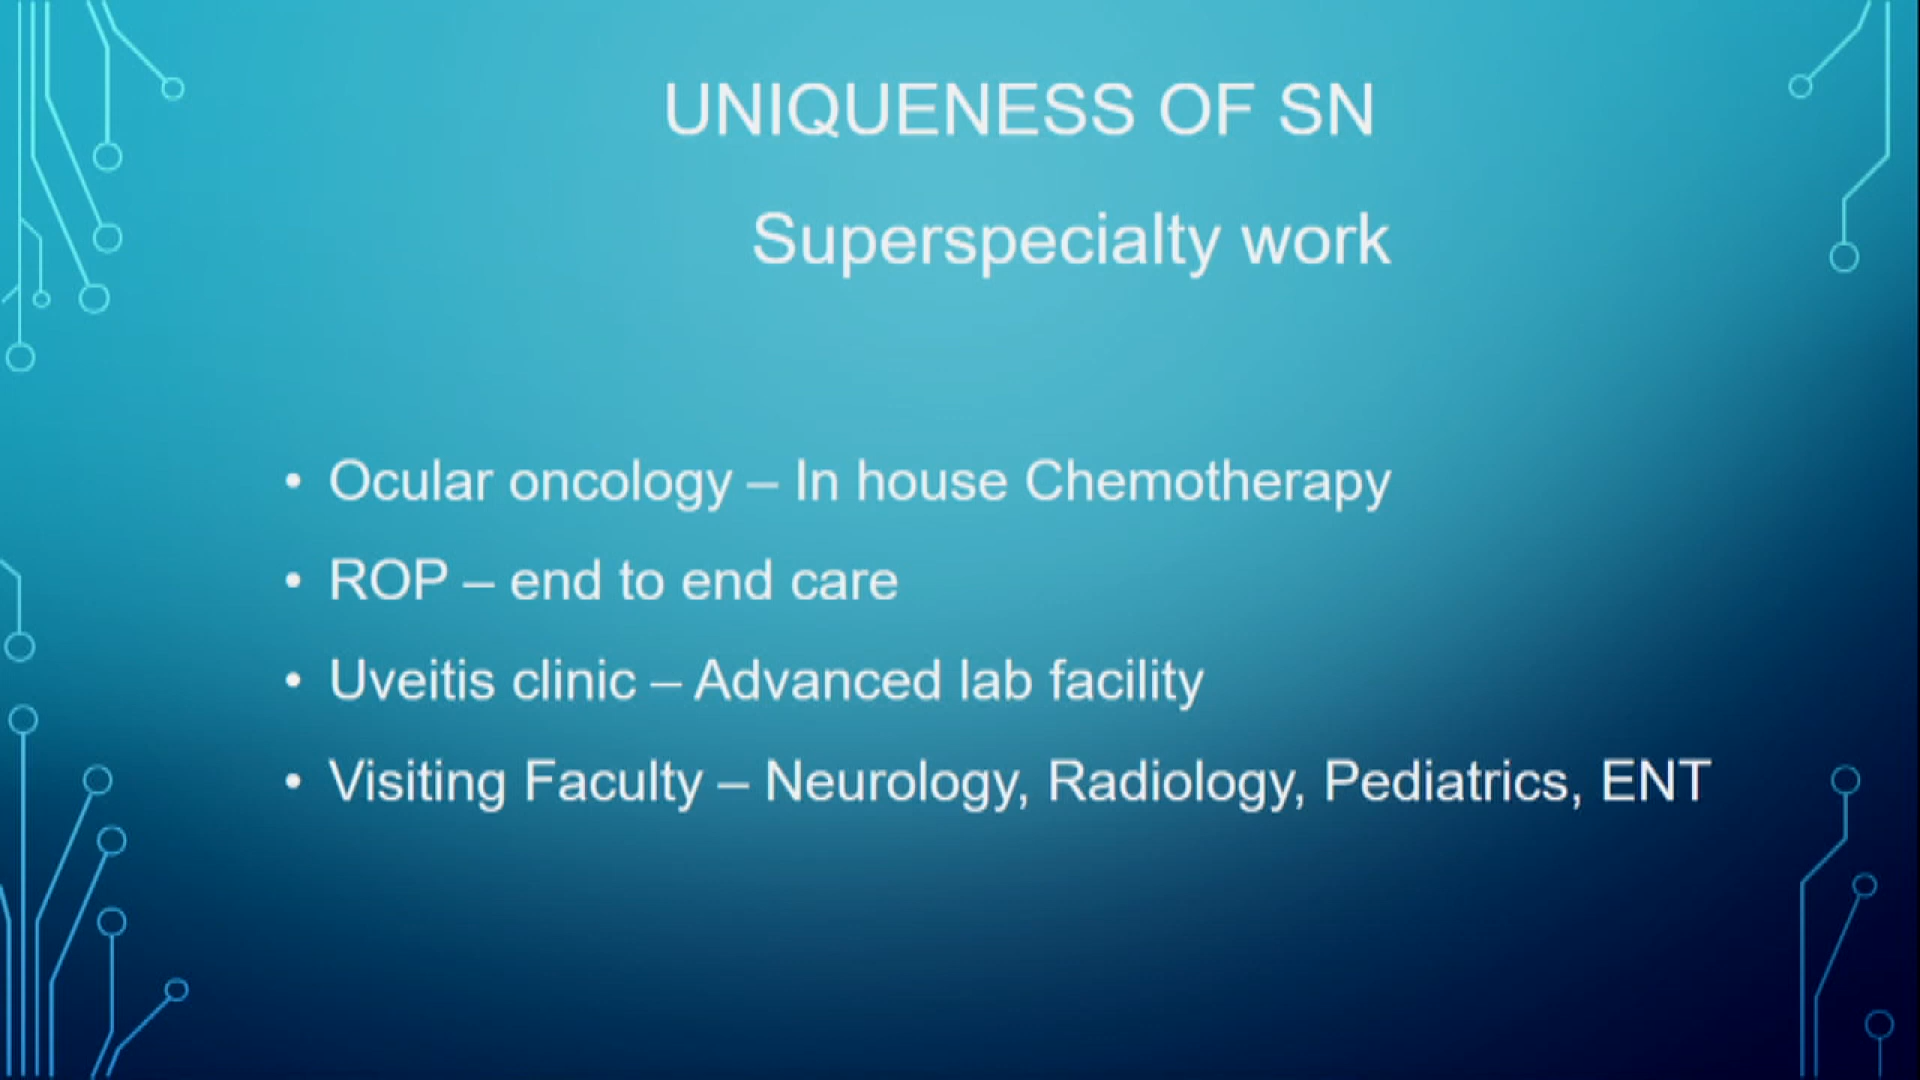 UNIQUENESS OF SN
Superspecialty work
• Ocular oncology – In house Chemotherapy
• ROP – end to end care
• Uveitis clinic – Advanced lab facility
• Visiting Faculty – Neurology, Radiology, Pediatrics, ENT